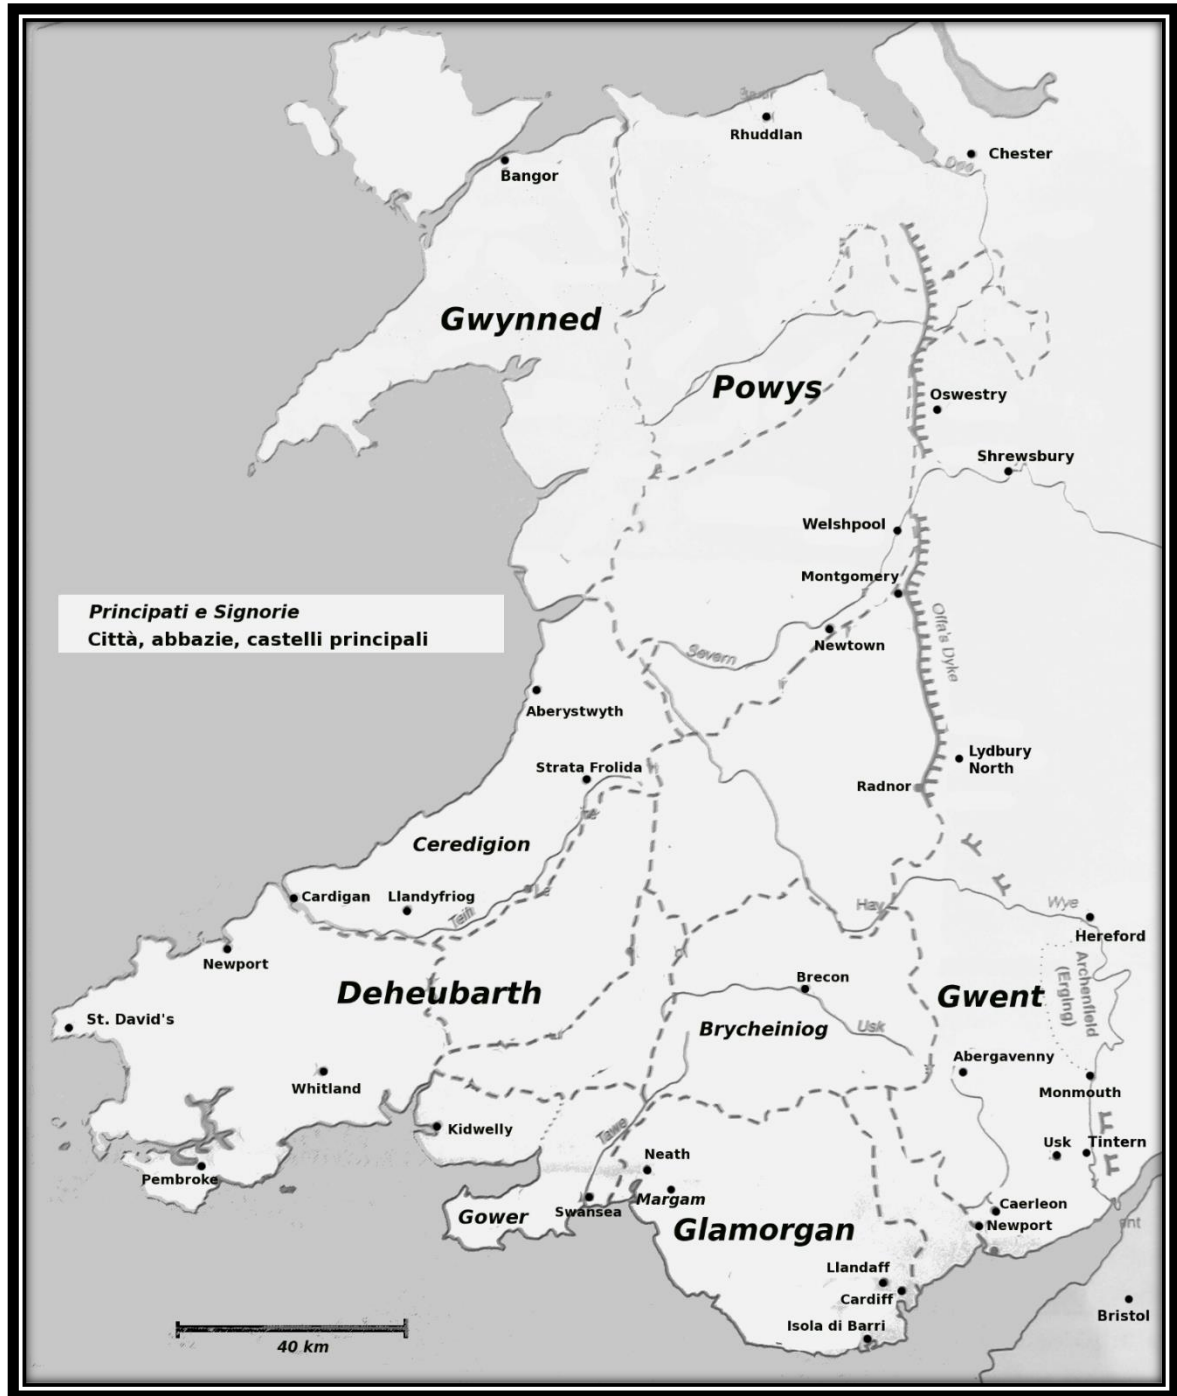 Rhuddlan
Dee
Chester
Bangor
Gwynned
Powys
Oswestry
Shrewsbury
Welshpool
Montgomery
Principati e Signorie
Città, abbazie, castelli principali
Offa's Dyke
Newtown
Severn
Aberystwyth
Lydbury
North
Strata Frolida
Radnor
Ceredigion
Cardigan
Llandyfriog
Teifi
Hay
Wye
Hereford
Newport
Brecon
Deheubarth
Gwent
Archenfield
(Erging)
St. David's
Brycheiniog
Usk
Abergavenny
Whitland
Monmouth
Kidwelly
Tawe
Usk
Tintern
Neath
Pembroke
Margam
Gower
Swansea
Caerleon
Glamorgan
Newport
Llandaff
Cardiff
Bristol
Isola di Barri
40 km